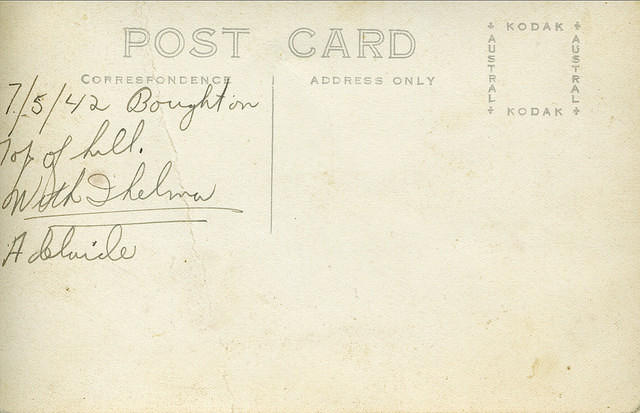 POST CARD
CORRESPONDENCE
ADDRESS ONLY
KODAK
AUSTRAL
AUSTRAL
KODAK
7/5/42 Boughton
Top of hill.
With Thelma
Adelaide